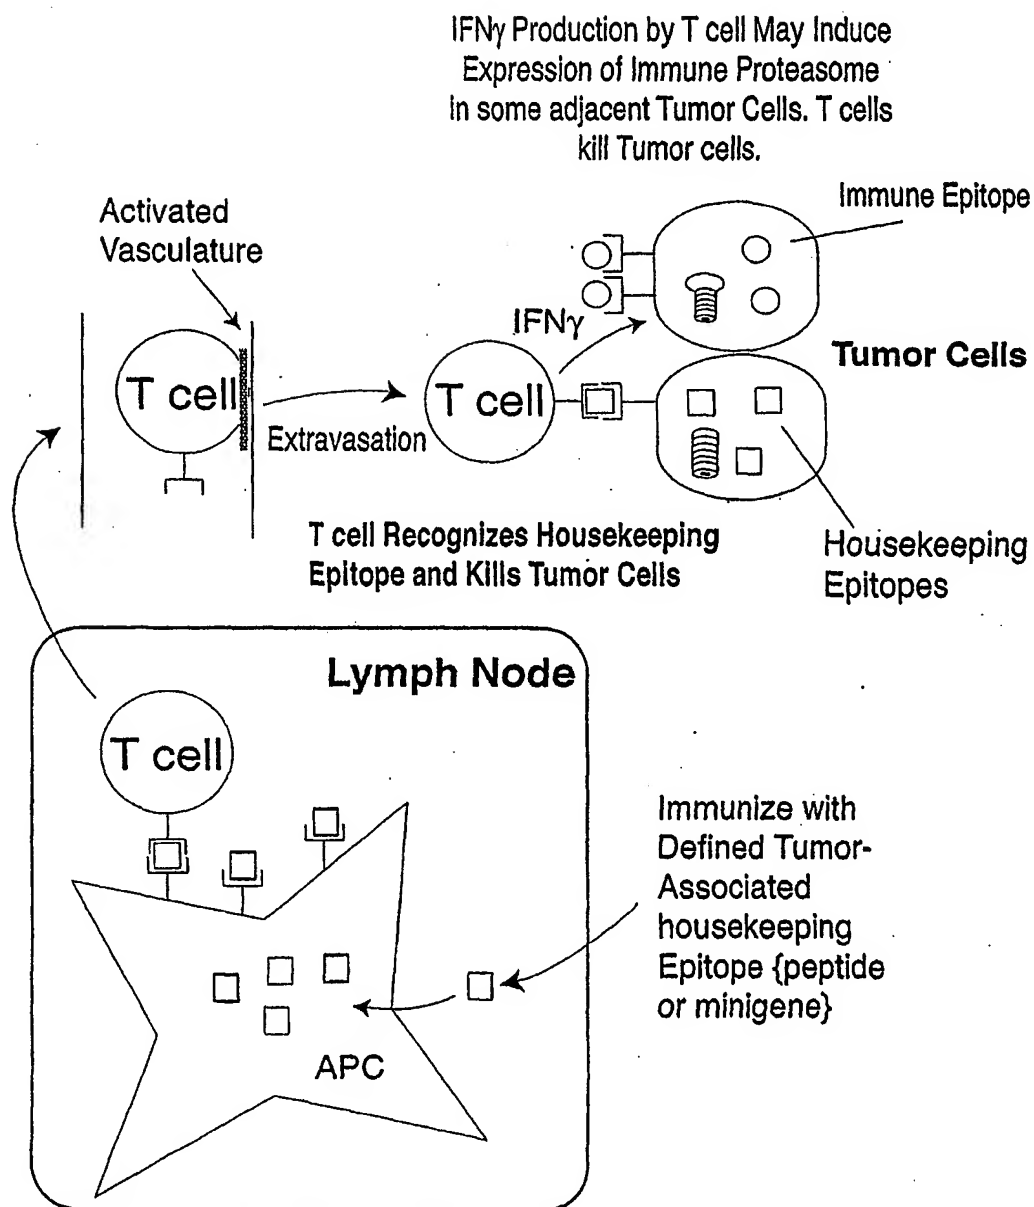 IFNγ Production by T cell May Induce
Expression of Immune Proteasome
in some adjacent Tumor Cells. T cells
kill Tumor cells.
Activated
Vasculature
Immune Epitope
IFNγ
Tumor Cells
T cell
T cell
Extravasation
T cell Recognizes Housekeeping
Epitope and Kills Tumor Cells
Housekeeping
Epitopes
Lymph Node
T cell
Immunize with
Defined Tumor-
Associated
housekeeping
Epitope {peptide
or minigene}
APC